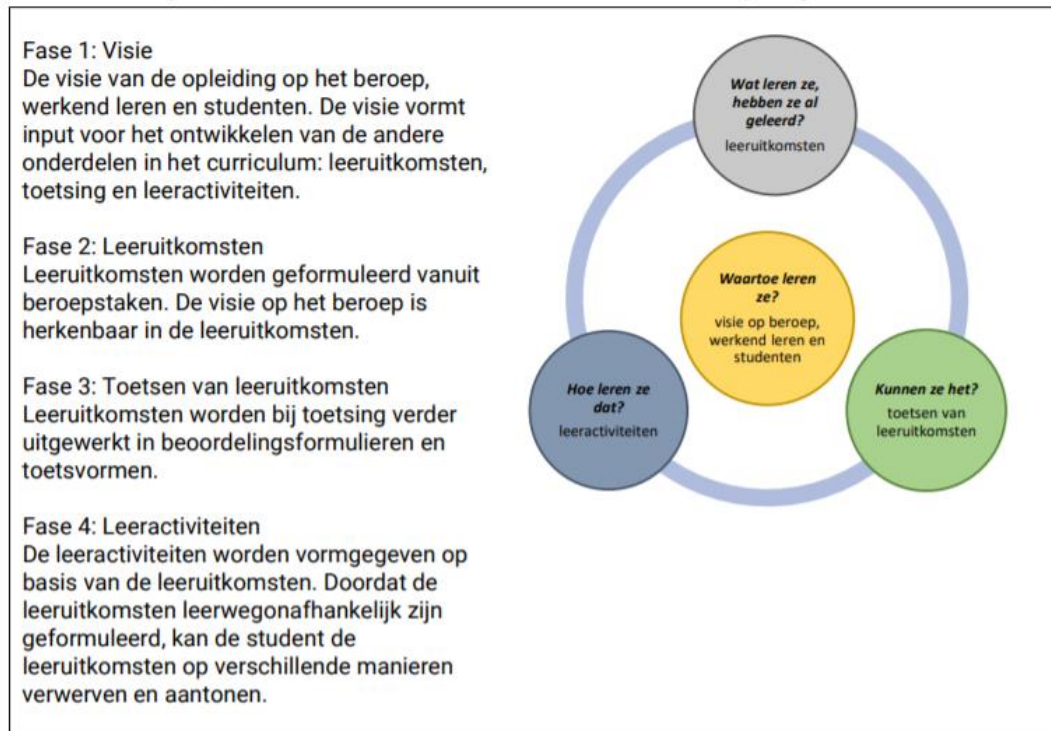 Fase 1: Visie
De visie van de opleiding op het beroep,
werkend leren en studenten. De visie vormt
input voor het ontwikkelen van de andere
onderdelen in het curriculum: leeruitkomsten,
toetsing en leeractiviteiten.
Fase 2: Leeruitkomsten
Leeruitkomsten worden geformuleerd vanuit
beroepstaken. De visie op het beroep is
herkenbaar in de leeruitkomsten.
Fase 3: Toetsen van leeruitkomsten
Leeruitkomsten worden bij toetsing verder
uitgewerkt in beoordelingsformulieren en
toetsvormen.
Fase 4: Leeractiviteiten
De leeractiviteiten worden vormgegeven op
basis van de leeruitkomsten. Doordat de
leeruitkomsten leerwegonafhankelijk zijn
geformuleerd, kan de student de
leeruitkomsten op verschillende manieren
verwerven en aantonen.
Wat leren ze,
hebben ze al
geleerd?
leeruitkomsten
Waartoe leren
ze?
visie op beroep,
werkend leren en
studenten
Hoe leren ze
dat?
leeractiviteiten
Kunnen ze het?
toetsen van
leeruitkomsten